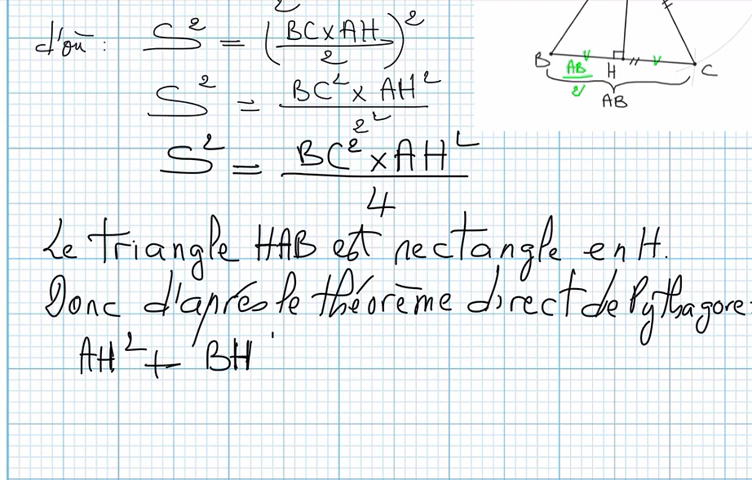 d'où : S² = (BC x AH / 2)²
S² = BC² x AH² / 2²
S² = BC² x AH² / 4
Le triangle HAB est rectangle en H.
Donc d'après le théorème direct de Pythagore :
AH² + BH
B AB/2 H C
AB